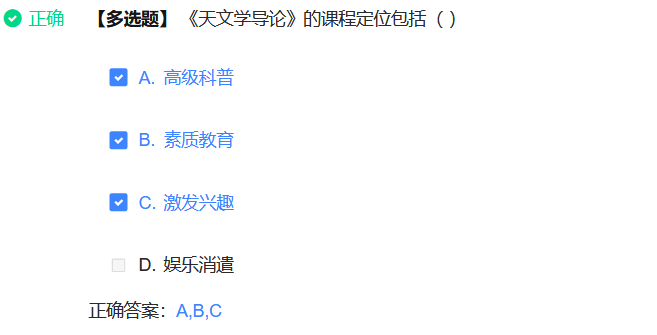 正确 【多选题】 《天文学导论》的课程定位包括（ ）
A. 高级科普
B. 素质教育
C. 激发兴趣
D. 娱乐消遣
正确答案：A,B,C